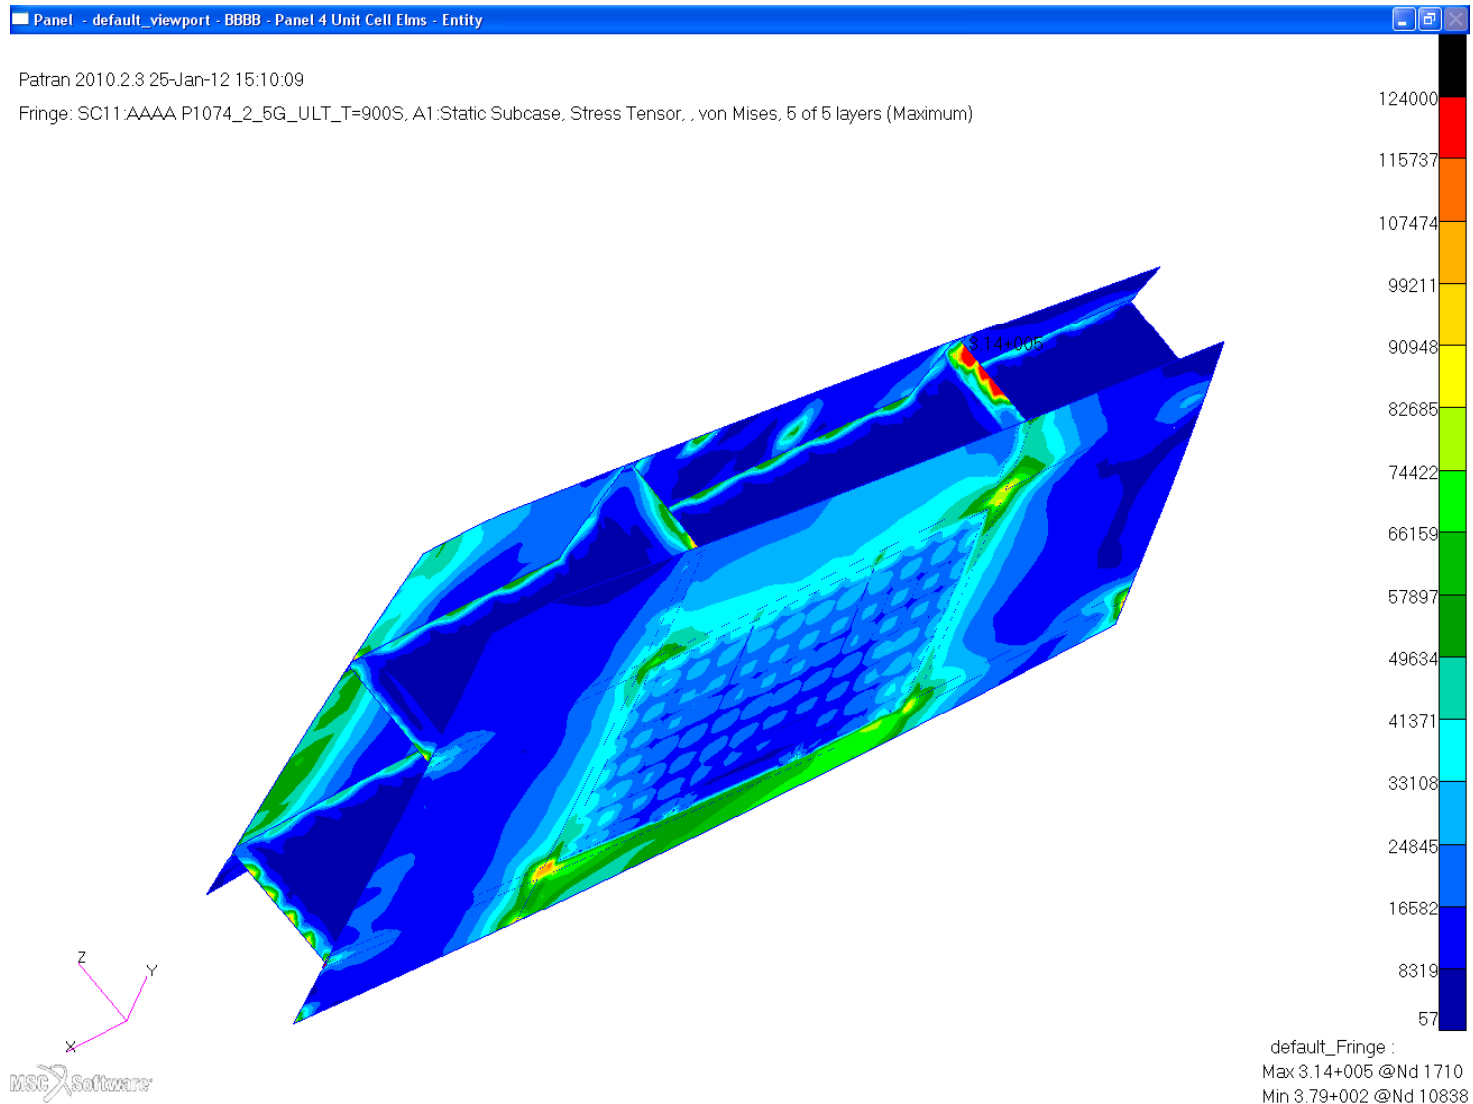 Panel - default_viewport - BBBB - Panel 4 Unit Cell Elms - Entity
Patran 2010.2.3 25-Jan-12 15:10:09
Fringe: SC11:AAAA P1074_2_5G_ULT_T=900S, A1:Static Subcase, Stress Tensor, , von Mises, 5 of 5 layers (Maximum)
124000
115737
107474
99211
90948
82685
74422
66159
57897
49634
41371
33108
24845
16582
8319
57
3.14+005
Z
Y
X
MSC Software
default_Fringe :
Max 3.14+005 @Nd 1710
Min 3.79+002 @Nd 10838